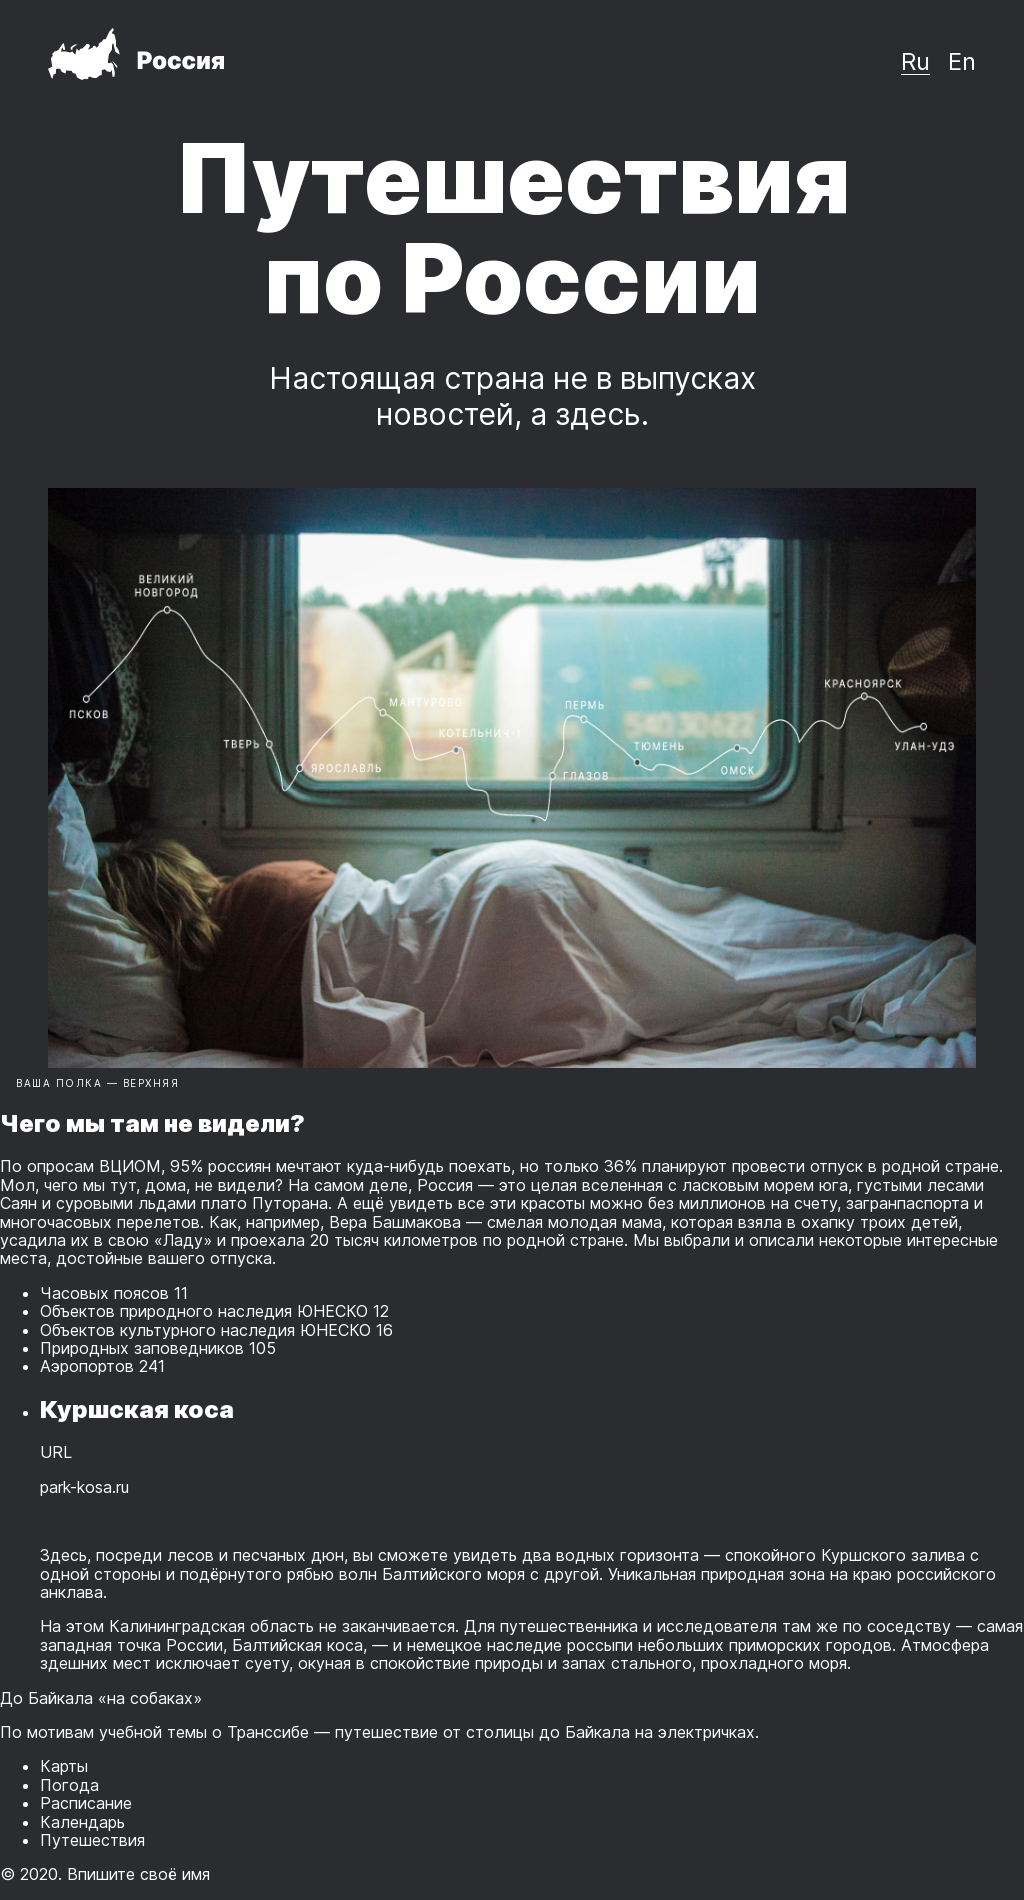 Россия
Ru En
Путешествия
по России
Настоящая страна не в выпусках
новостей, а здесь.
ВЕЛИКИЙ
НОВГОРОД
ПСКОВ
ТВЕРЬ
ЯРОСЛАВЛЬ
МАНТУРОВО
КОТЕЛЬНИЧ-1
ПЕРМЬ
ГЛАЗОВ
ТЮМЕНЬ
ОМСК
КРАСНОЯРСК
УЛАН-УДЭ
54030622
ВАША ПОЛКА — ВЕРХНЯЯ
Чего мы там не видели?
По опросам ВЦИОМ, 95% россиян мечтают куда-нибудь поехать, но только 36% планируют провести отпуск в родной стране.
Мол, чего мы тут, дома, не видели? На самом деле, Россия — это целая вселенная с ласковым морем юга, густыми лесами
Саян и суровыми льдами плато Путорана. А ещё увидеть все эти красоты можно без миллионов на счету, загранпаспорта и
многочасовых перелетов. Как, например, Вера Башмакова — смелая молодая мама, которая взяла в охапку троих детей,
усадила их в свою «Ладу» и проехала 20 тысяч километров по родной стране. Мы выбрали и описали некоторые интересные
места, достойные вашего отпуска.
• Часовых поясов 11
• Объектов природного наследия ЮНЕСКО 12
• Объектов культурного наследия ЮНЕСКО 16
• Природных заповедников 105
• Аэропортов 241
• Куршская коса
URL
park-kosa.ru
Здесь, посреди лесов и песчаных дюн, вы сможете увидеть два водных горизонта — спокойного Куршского залива с
одной стороны и подёрнутого рябью волн Балтийского моря с другой. Уникальная природная зона на краю российского
анклава.
На этом Калининградская область не заканчивается. Для путешественника и исследователя там же по соседству — самая
западная точка России, Балтийская коса, — и немецкое наследие россыпи небольших приморских городов. Атмосфера
здешних мест исключает суету, окуная в спокойствие природы и запах стального, прохладного моря.
До Байкала «на собаках»
По мотивам учебной темы о Транссибе — путешествие от столицы до Байкала на электричках.
• Карты
• Погода
• Расписание
• Календарь
• Путешествия
© 2020. Впишите своё имя